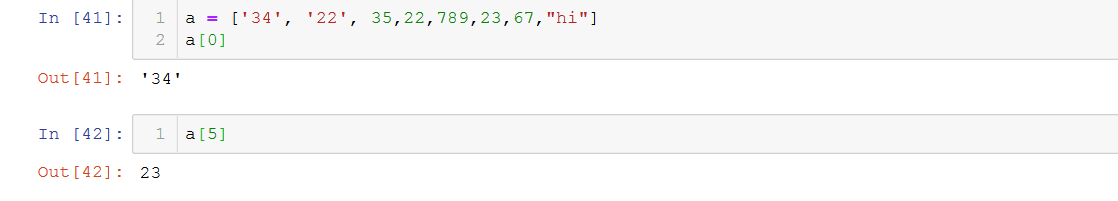 In [41]: 1 a = ['34', '22', 35,22,789,23,67,"hi"]
2 a[0]
Out[41]: '34'
In [42]: 1 a[5]
Out[42]: 23